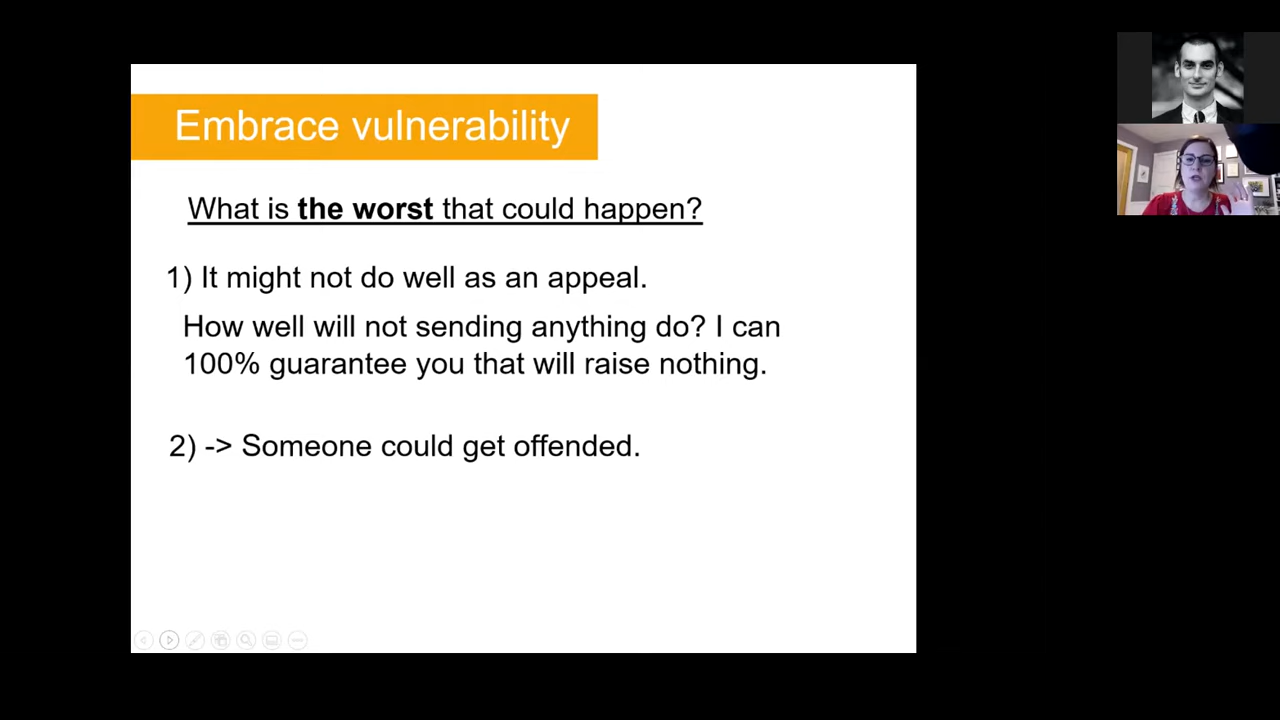 Embrace vulnerability
What is the worst that could happen?
1) It might not do well as an appeal.
How well will not sending anything do? I can
100% guarantee you that will raise nothing.
2) -> Someone could get offended.